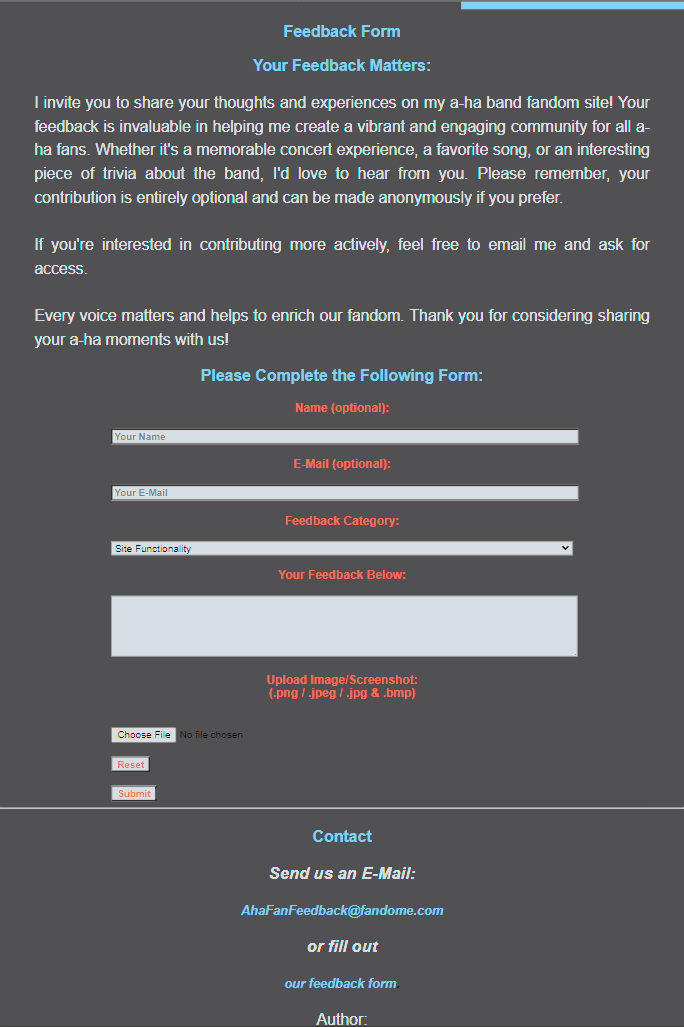 Feedback Form
Your Feedback Matters:
I invite you to share your thoughts and experiences on my a-ha band fandom site! Your
feedback is invaluable in helping me create a vibrant and engaging community for all a-
ha fans. Whether it's a memorable concert experience, a favorite song, or an interesting
piece of trivia about the band, I'd love to hear from you. Please remember, your
contribution is entirely optional and can be made anonymously if you prefer.
If you're interested in contributing more actively, feel free to email me and ask for
access.
Every voice matters and helps to enrich our fandom. Thank you for considering sharing
your a-ha moments with us!
Please Complete the Following Form:
Name (optional):
Your Name
E-Mail (optional):
Your E-Mail
Feedback Category:
Site Functionality
Your Feedback Below:
Upload Image/Screenshot:
(.png / .jpeg / .jpg & .bmp)
Choose File No file chosen
Reset
Submit
Contact
Send us an E-Mail:
AhaFanFeedback@fandome.com
or fill out
our feedback form.
Author: